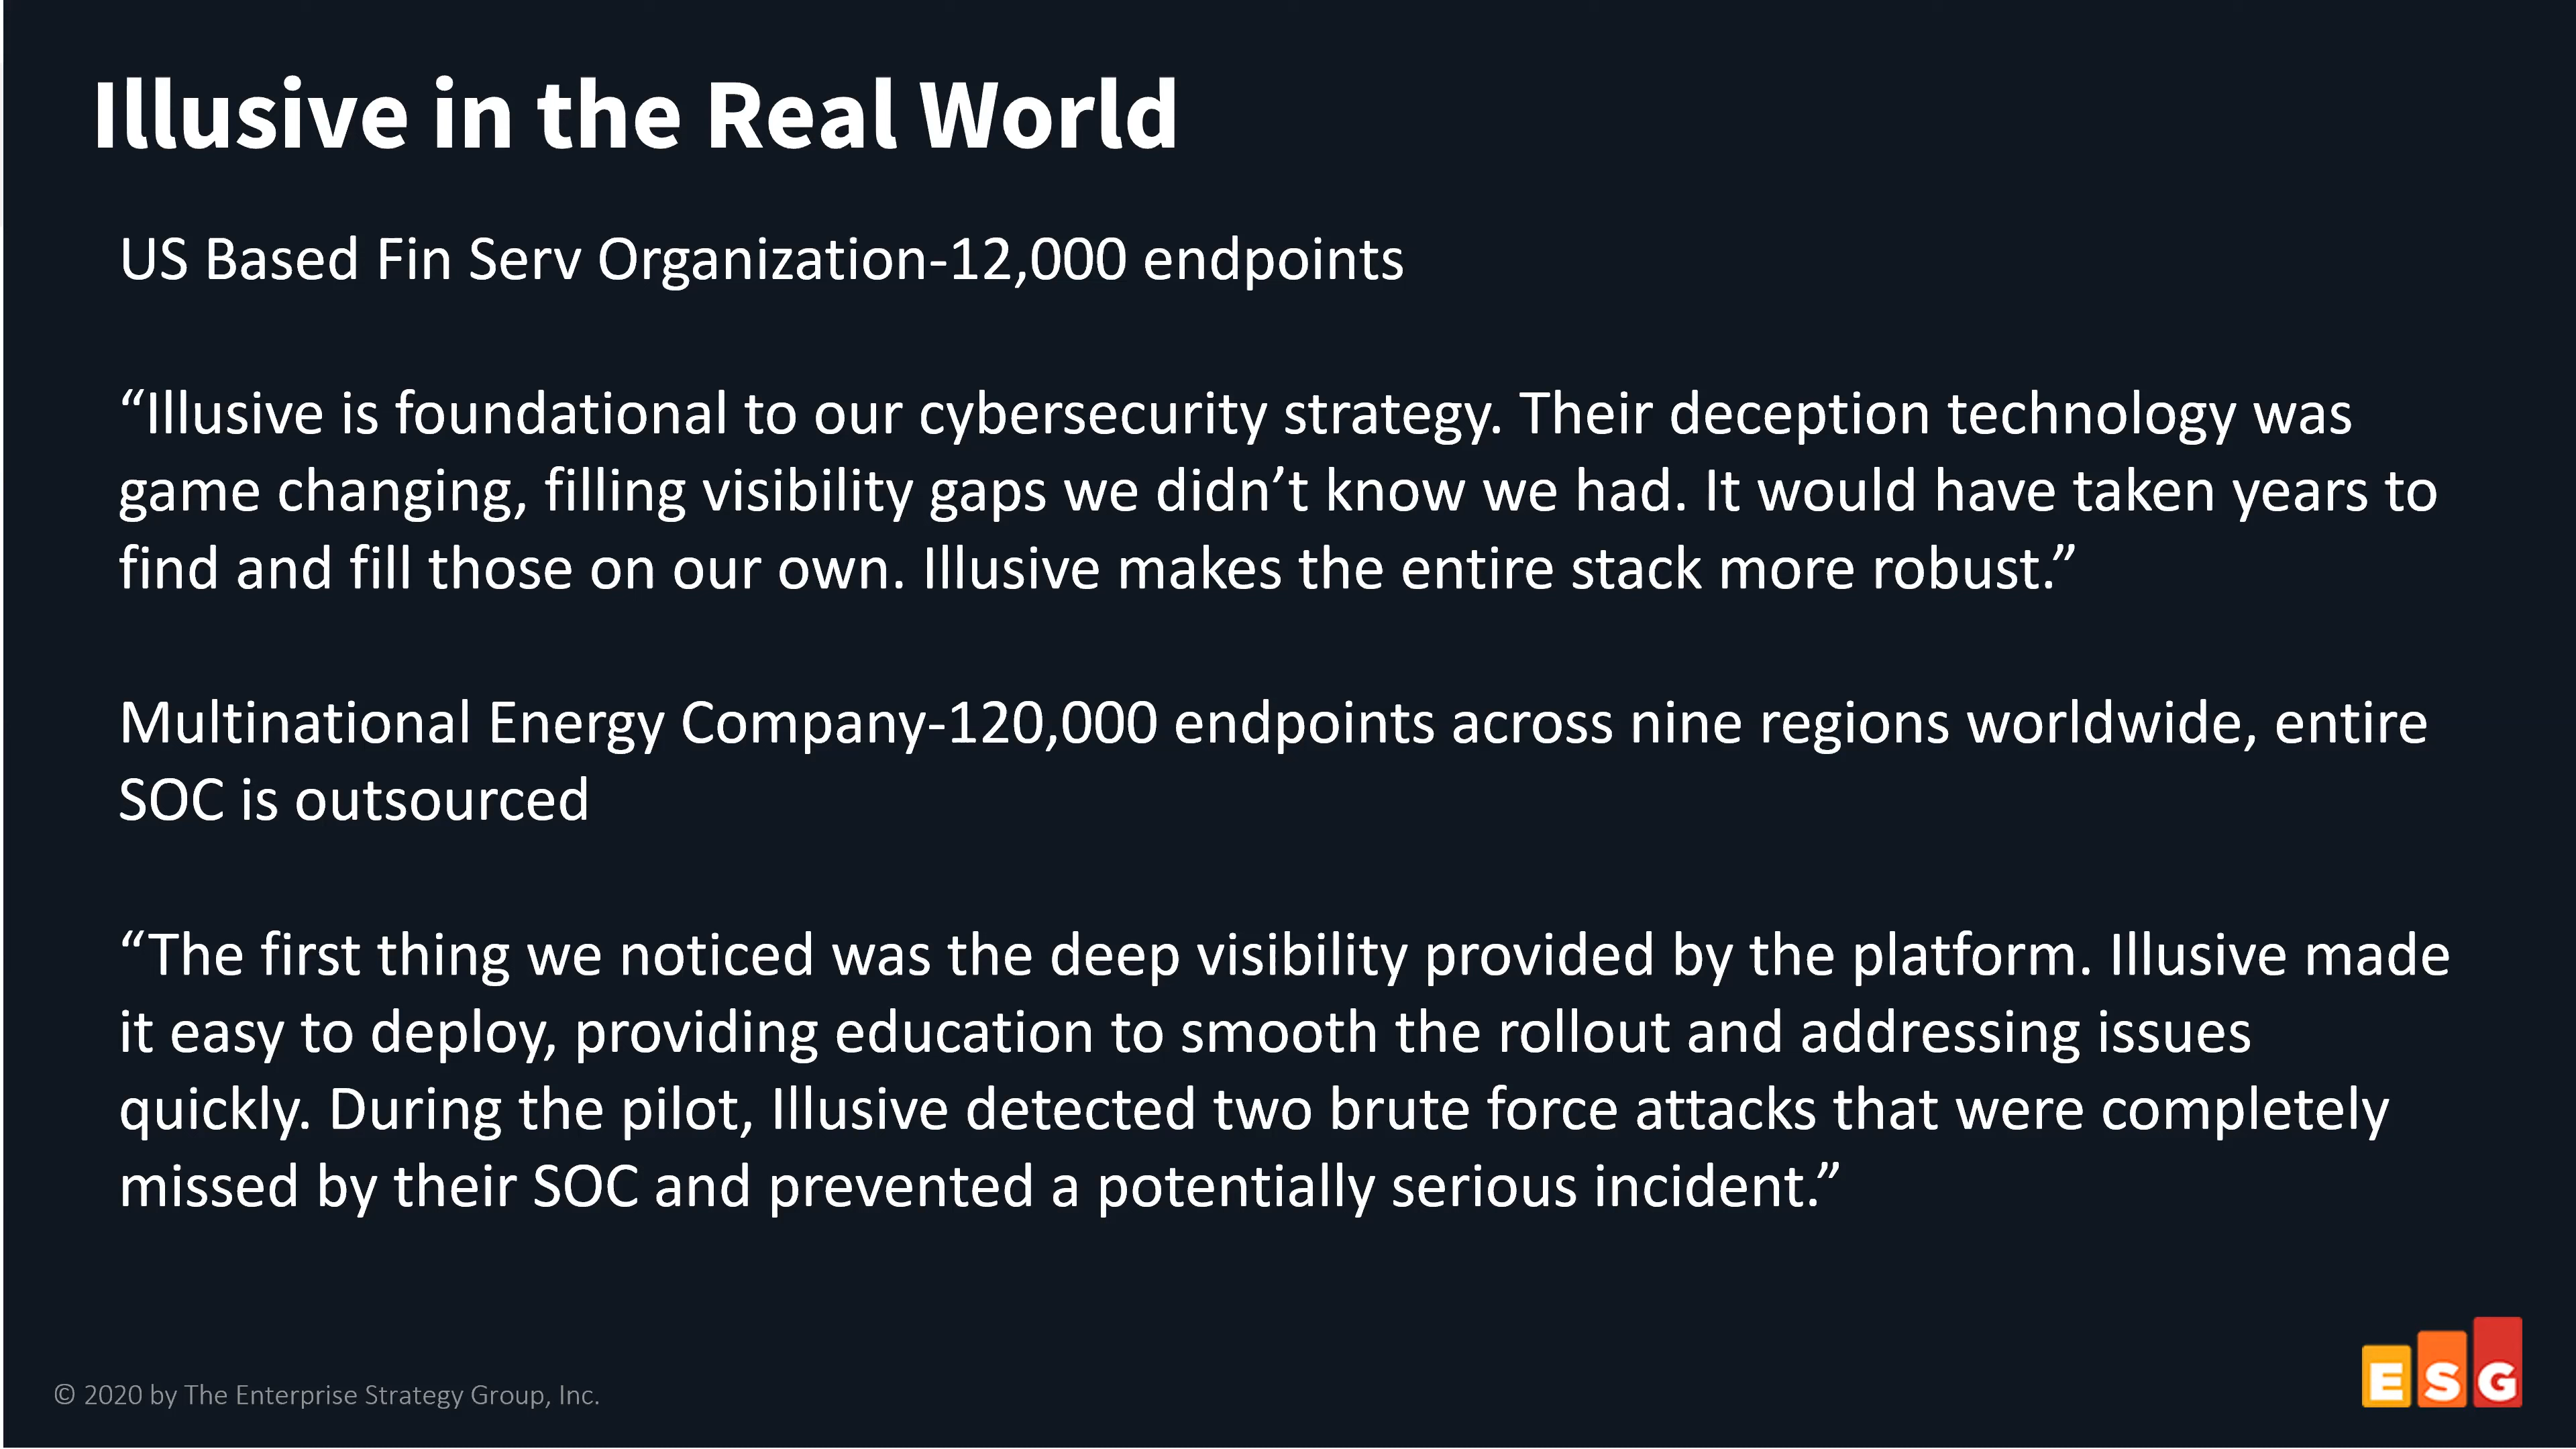 Illusive in the Real World
US Based Fin Serv Organization-12,000 endpoints
“Illusive is foundational to our cybersecurity strategy. Their deception technology was
game changing, filling visibility gaps we didn’t know we had. It would have taken years to
find and fill those on our own. Illusive makes the entire stack more robust.”
Multinational Energy Company-120,000 endpoints across nine regions worldwide, entire
SOC is outsourced
“The first thing we noticed was the deep visibility provided by the platform. Illusive made
it easy to deploy, providing education to smooth the rollout and addressing issues
quickly. During the pilot, Illusive detected two brute force attacks that were completely
missed by their SOC and prevented a potentially serious incident.”
© 2020 by The Enterprise Strategy Group, Inc.
ESG